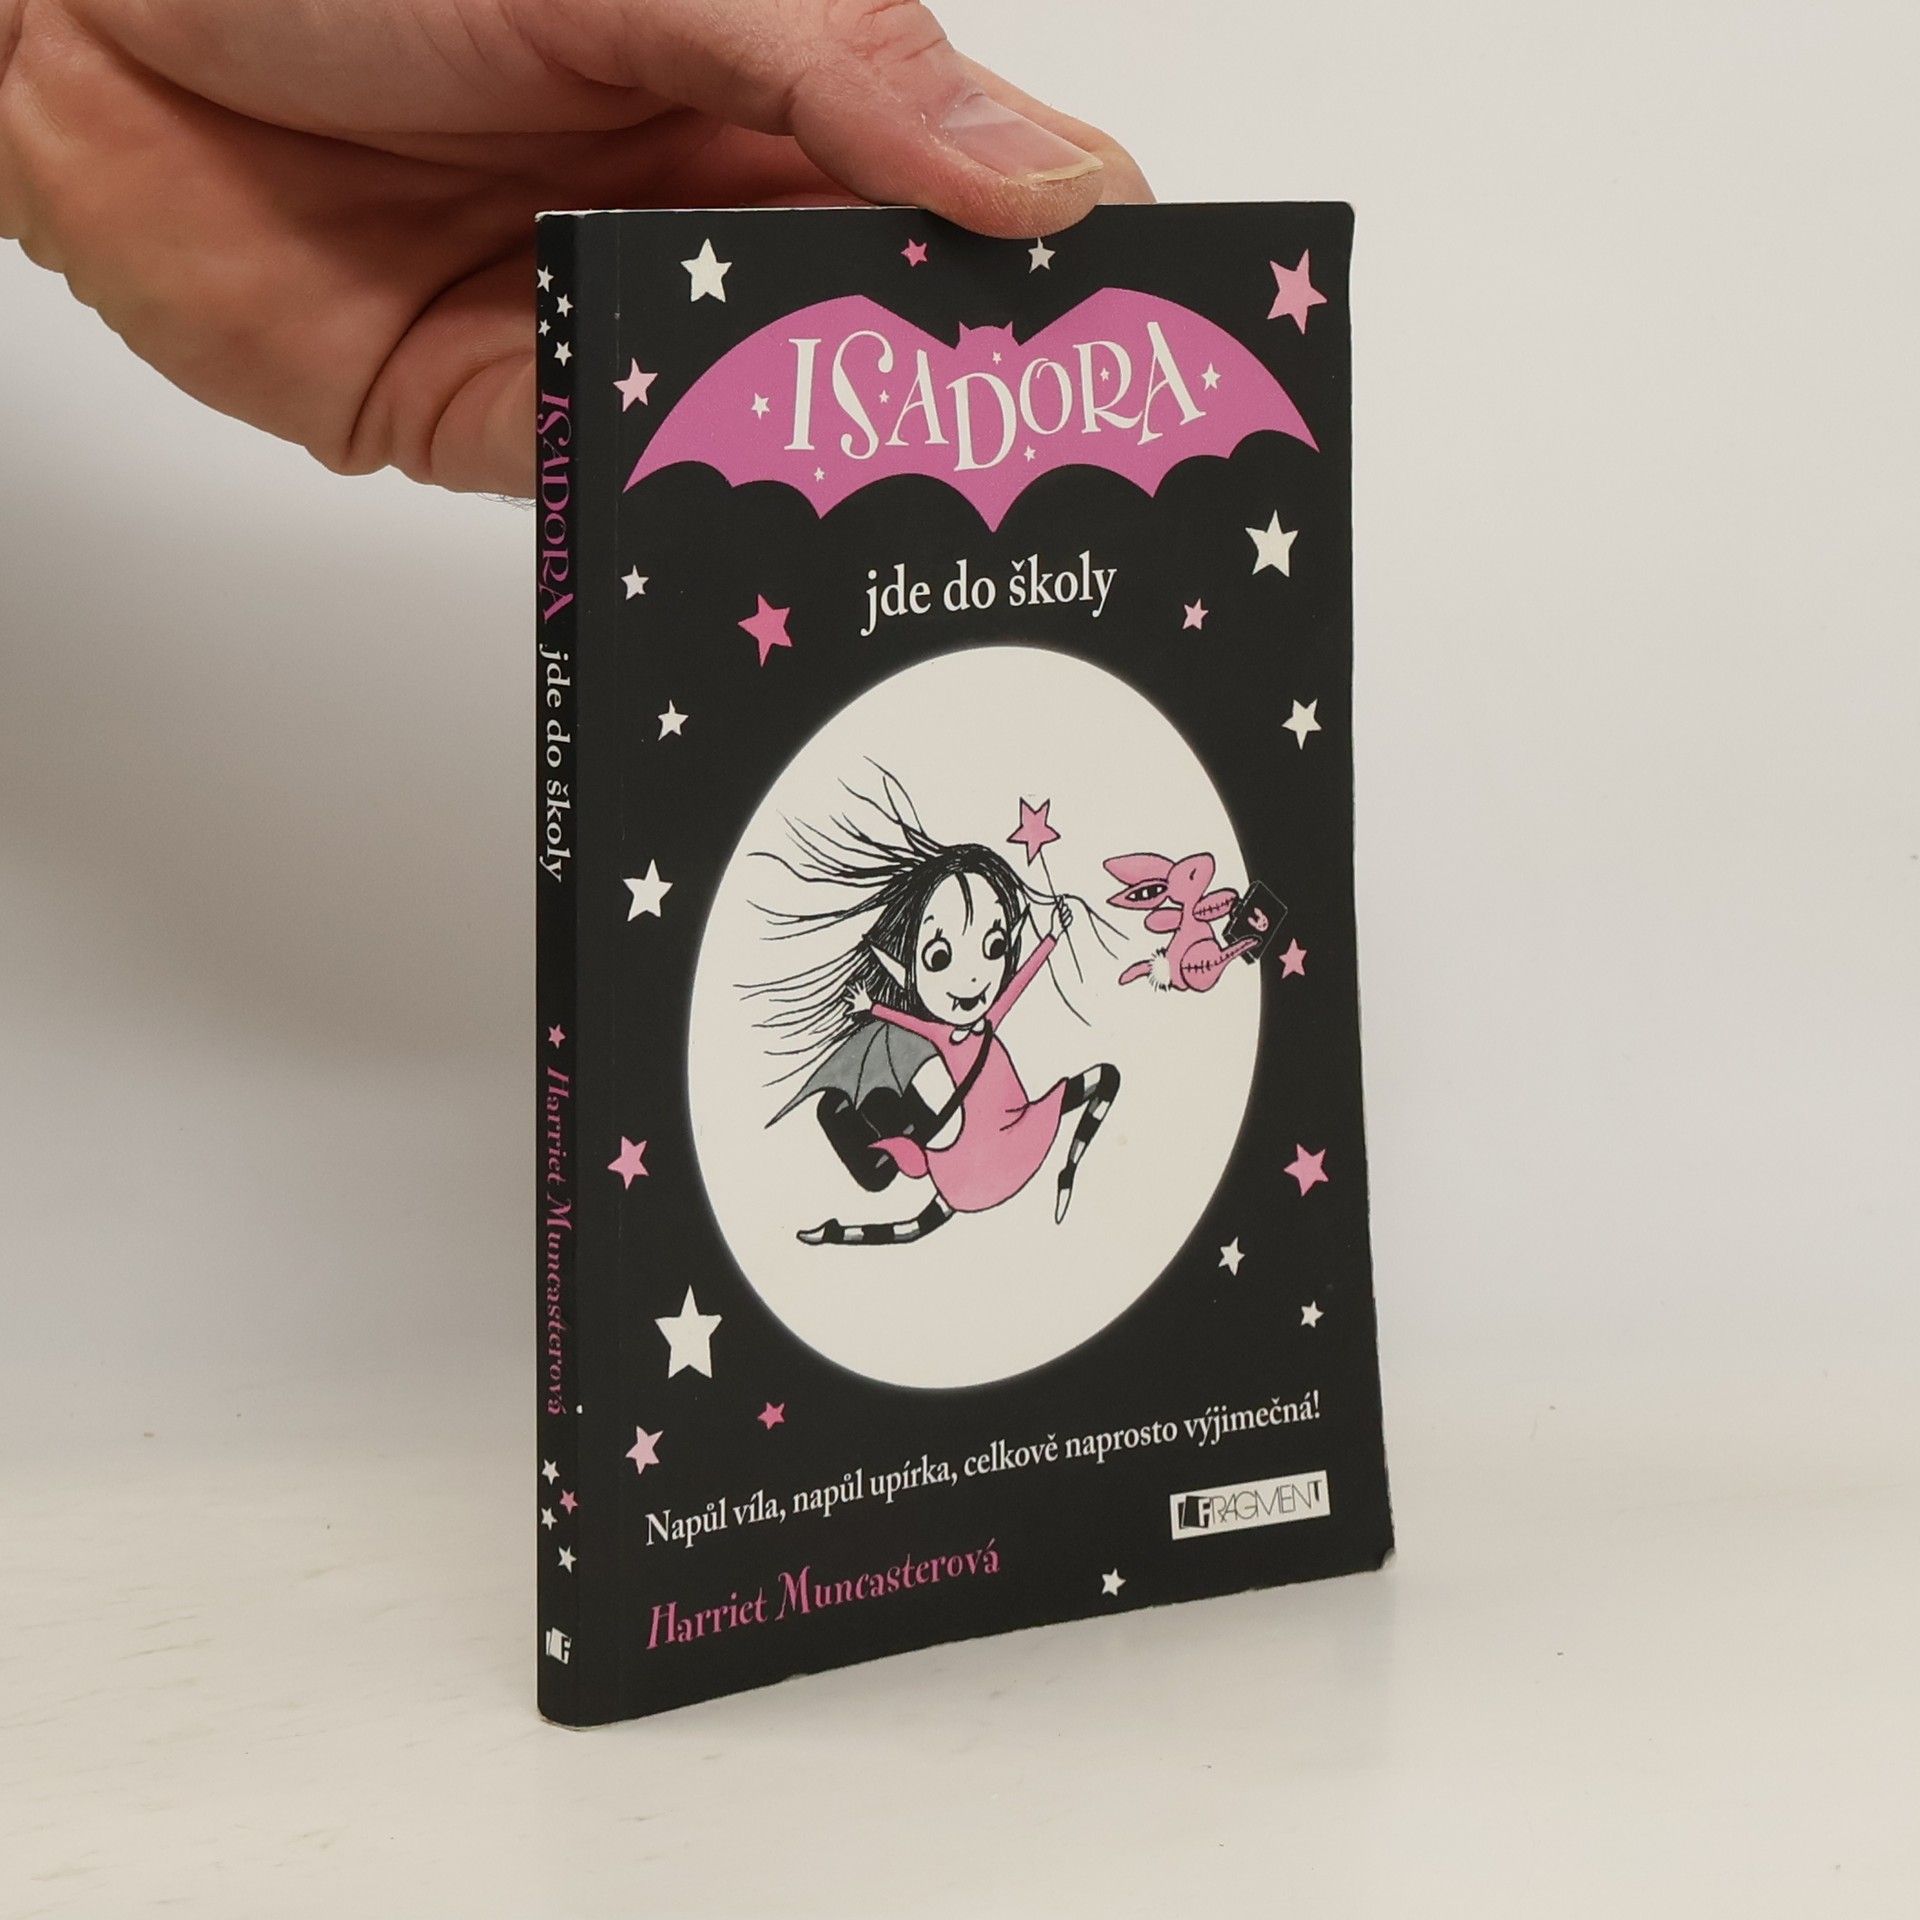 ISADORA
jde do školy
Napůl víla, napůl upírka, celkově naprosto výjimečná!
FRAGMENT
Harriet Muncasterová
ISADORA jde do školy Harriet Muncasterová